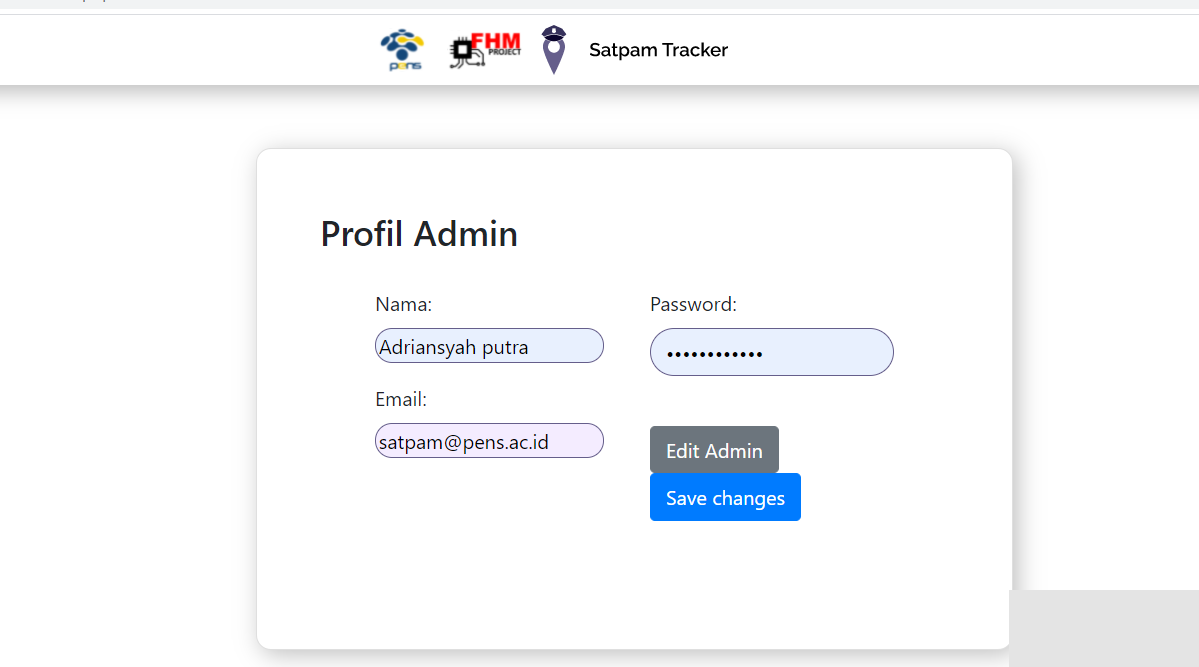 pens
FHM
PROJECT
Satpam Tracker
Profil Admin
Nama:
Password:
Adriansyah putra
••••••••••••
Email:
satpam@pens.ac.id
Edit Admin
Save changes